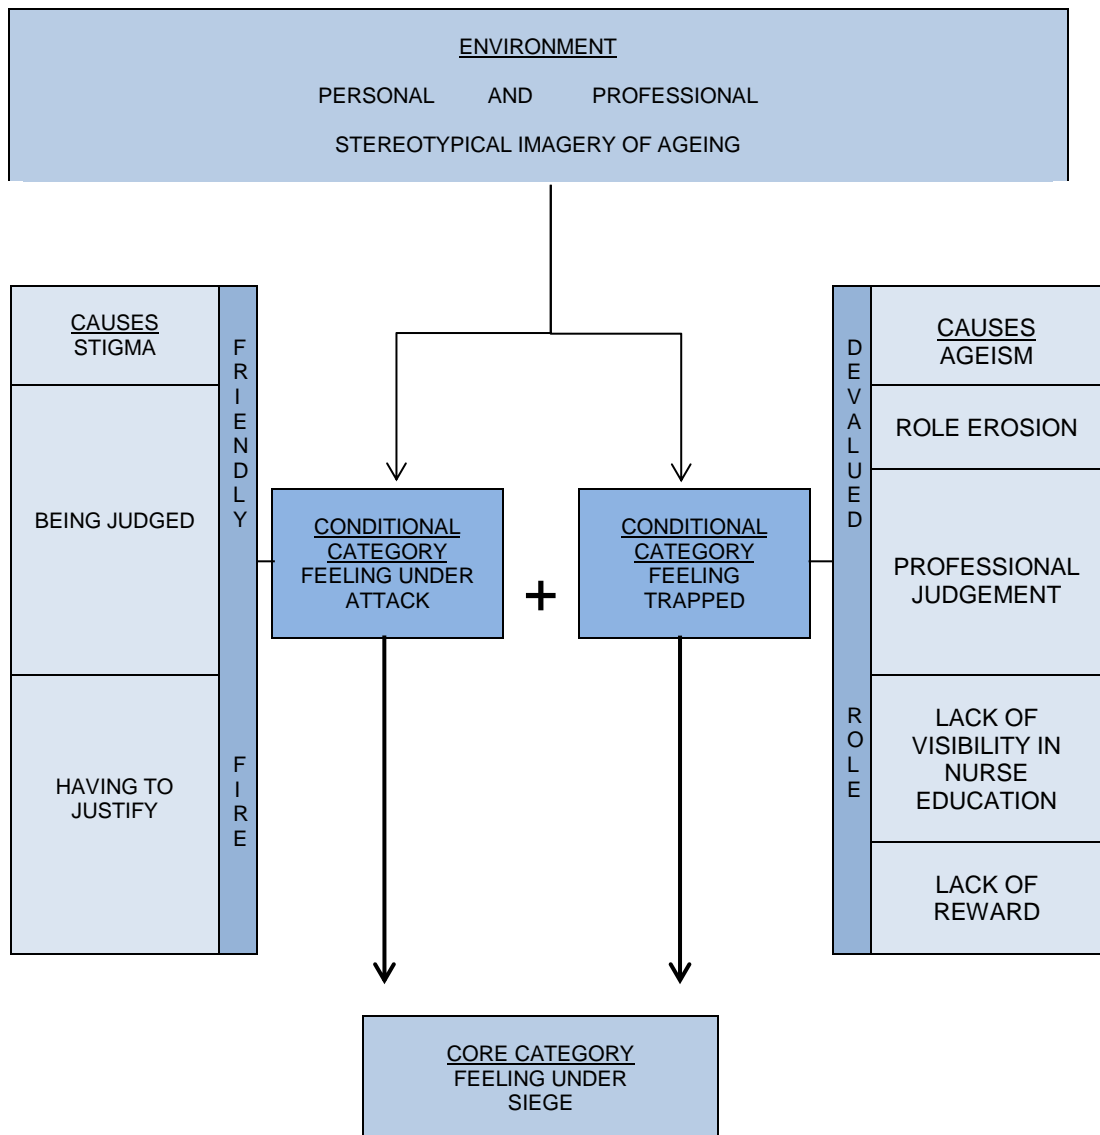 ENVIRONMENT
PERSONAL AND PROFESSIONAL
STEREOTYPICAL IMAGERY OF AGEING
CAUSES
STIGMA
BEING JUDGED
HAVING TO
JUSTIFY
FRIENDLY FIRE
CONDITIONAL
CATEGORY
FEELING UNDER
ATTACK
+
CONDITIONAL
CATEGORY
FEELING
TRAPPED
DEVALUED ROLE
CAUSES
AGEISM
ROLE EROSION
PROFESSIONAL
JUDGEMENT
LACK OF
VISIBILITY IN
NURSE
EDUCATION
LACK OF
REWARD
CORE CATEGORY
FEELING UNDER
SIEGE